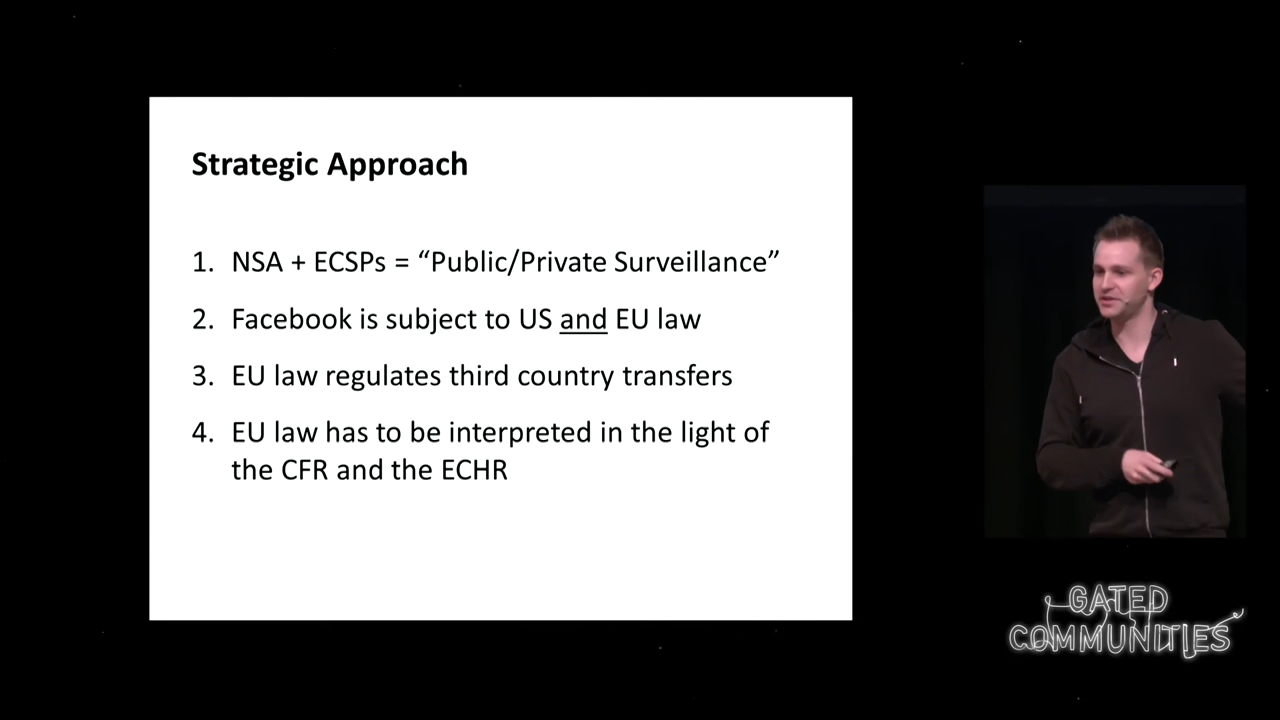 Strategic Approach
1. NSA + ECSPs = “Public/Private Surveillance”
2. Facebook is subject to US and EU law
3. EU law regulates third country transfers
4. EU law has to be interpreted in the light of
the CFR and the ECHR
GATED
COMMUNITIES